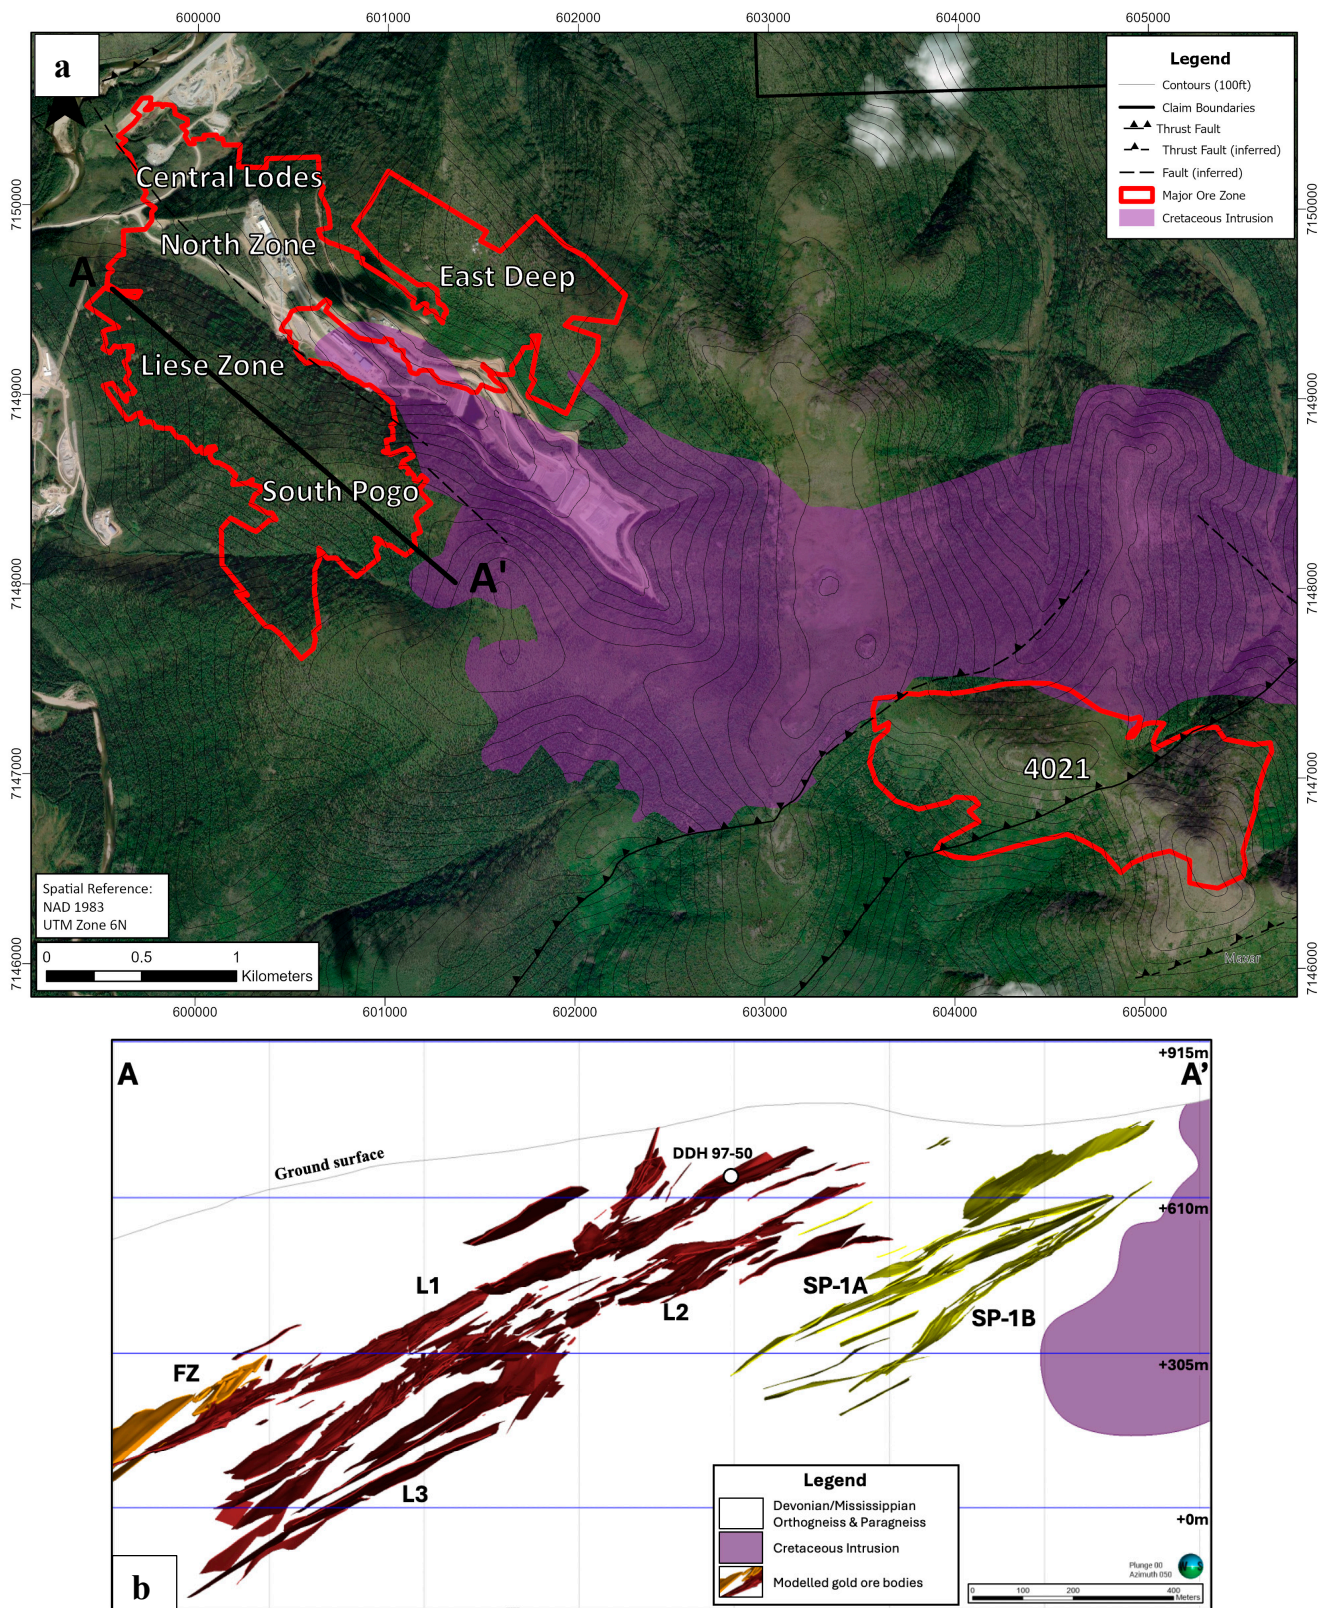 600000 601000 602000 603000 604000 605000
a
Legend
Contours (100ft)
Claim Boundaries
Thrust Fault
Thrust Fault (inferred)
Fault (inferred)
Major Ore Zone
Cretaceous Intrusion
7150000
7149000
7148000
7147000
7146000
7150000
7149000
7148000
7147000
7146000
Central Lodes
North Zone
East Deep
A
Liese Zone
South Pogo
A'
4021
Spatial Reference:
NAD 1983
UTM Zone 6N
0 0.5 1
Kilometers
Maxar
600000 601000 602000 603000 604000 605000
A
+915m
A’
DDH 97-50
Ground surface
+610m
L1
SP-1A
L2
SP-1B
+305m
FZ
L3
+0m
Legend
Devonian/Mississippian
Orthogneiss & Paragneiss
Cretaceous Intrusion
Modelled gold ore bodies
Plunge 00
Azimuth 050
0 100 200 400
Meters
b